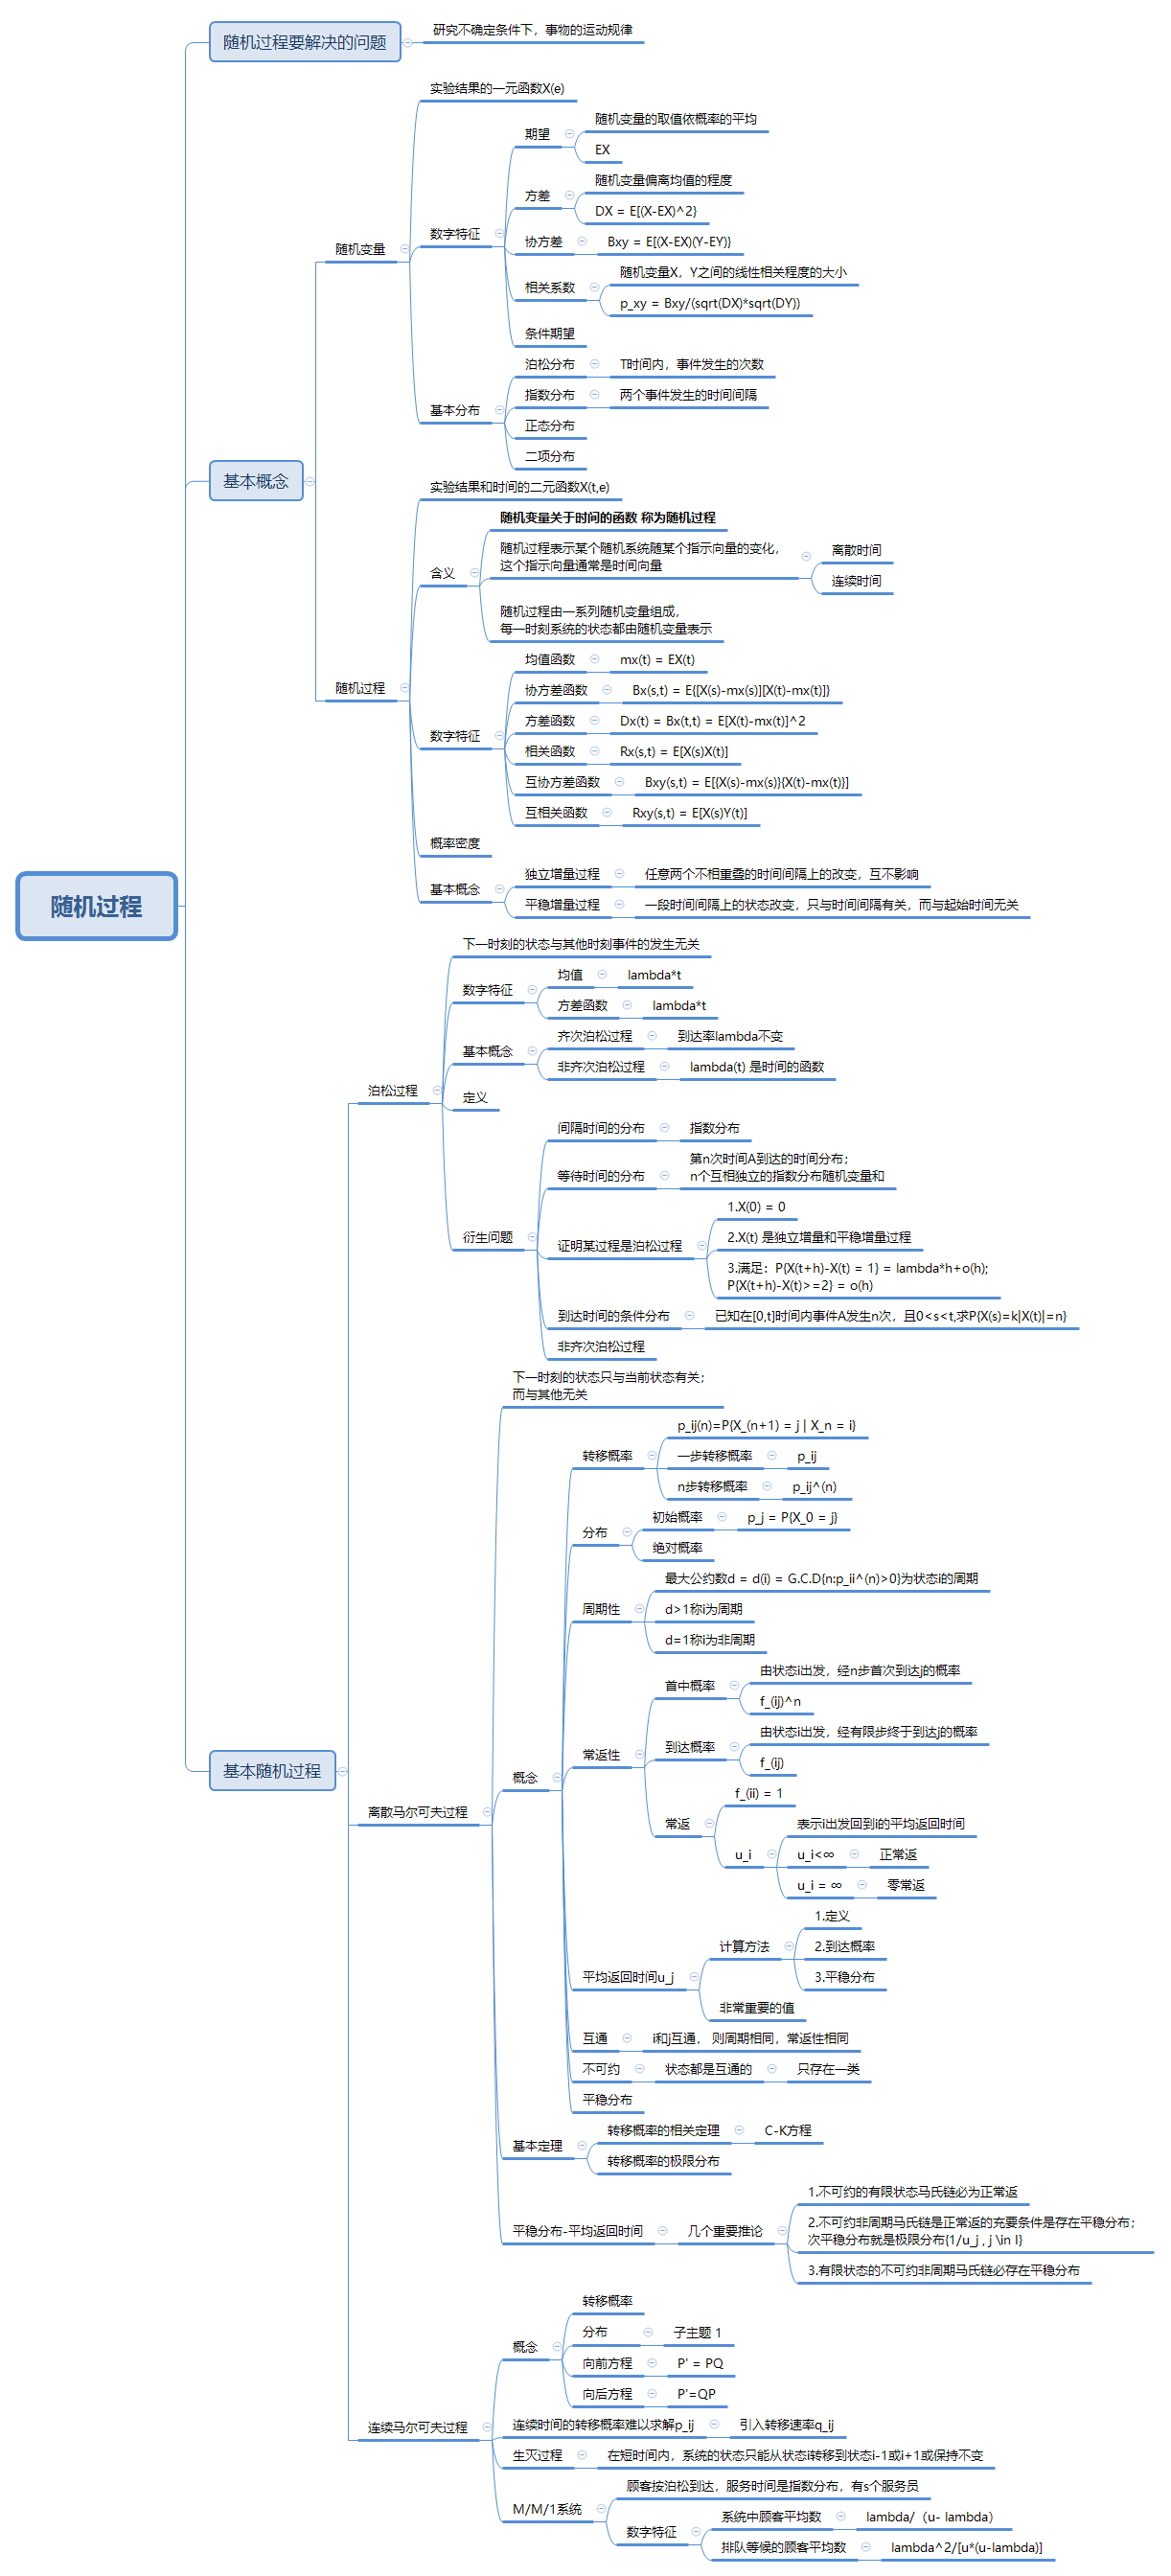 随机过程
随机过程要解决的问题
研究不确定条件下，事物的运动规律
基本概念
随机变量
实验结果的一元函数X(e)
数字特征
期望
随机变量的取值依概率的平均
EX
方差
随机变量偏离均值的程度
DX = E[(X-EX)^2}
协方差
Bxy = E[(X-EX)(Y-EY)}
相关系数
随机变量X，Y之间的线性相关程度的大小
p_xy = Bxy/(sqrt(DX)*sqrt(DY))
条件期望
基本分布
泊松分布
T时间内，事件发生的次数
指数分布
两个事件发生的时间间隔
正态分布
二项分布
随机过程
实验结果和时间的二元函数X(t,e)
含义
随机变量关于时间的函数 称为随机过程
随机过程表示某个随机系统随某个指示向量的变化，
这个指示向量通常是时间向量
离散时间
连续时间
随机过程由一系列随机变量组成，
每一时刻系统的状态都由随机变量表示
数字特征
均值函数
mx(t) = EX(t)
协方差函数
Bx(s,t) = E{[X(s)-mx(s)][X(t)-mx(t)]}
方差函数
Dx(t) = Bx(t,t) = E[X(t)-mx(t)]^2
相关函数
Rx(s,t) = E[X(s)X(t)]
互协方差函数
Bxy(s,t) = E[{X(s)-mx(s)}{X(t)-mx(t)}]
互相关函数
Rxy(s,t) = E[X(s)Y(t)]
概率密度
基本概念
独立增量过程
任意两个不相重叠的时间间隔上的改变，互不影响
平稳增量过程
一段时间间隔上的状态改变，只与时间间隔有关，而与起始时间无关
基本随机过程
泊松过程
下一时刻的状态与其他时刻事件的发生无关
数字特征
均值
lambda*t
方差函数
lambda*t
基本概念
齐次泊松过程
到达率lambda不变
非齐次泊松过程
lambda(t) 是时间的函数
定义
衍生问题
间隔时间的分布
指数分布
等待时间的分布
第n次时间A到达的时间分布；
n个互相独立的指数分布随机变量和
证明某过程是泊松过程
1.X(0) = 0
2.X(t) 是独立增量和平稳增量过程
3.满足：P{X(t+h)-X(t) = 1} = lambda*h+o(h);
P{X(t+h)-X(t)>=2} = o(h)
到达时间的条件分布
已知在[0,t]时间内事件A发生n次，且0<s<t,求P{X(s)=k|X(t)|=n}
非齐次泊松过程
离散马尔可夫过程
下一时刻的状态只与当前状态有关；
而与其他无关
概念
转移概率
p_ij(n)=P{X_(n+1) = j | X_n = i}
一步转移概率
p_ij
n步转移概率
p_ij^(n)
分布
初始概率
p_j = P{X_0 = j}
绝对概率
周期性
最大公约数d = d(i) = G.C.D{n:p_ii^(n)>0}为状态i的周期
d>1称i为周期
d=1称i为非周期
常返性
首中概率
由状态i出发，经n步首次到达j的概率
f_(ij)^n
到达概率
由状态i出发，经有限步终于到达j的概率
f_(ij)
常返
f_(ii) = 1
u_i
表示i出发回到i的平均返回时间
u_i<∞
正常返
u_i = ∞
零常返
平均返回时间u_j
计算方法
1.定义
2.到达概率
3.平稳分布
非常重要的值
互通
i和j互通， 则周期相同，常返性相同
不可约
状态都是互通的
只存在一类
平稳分布
基本定理
转移概率的相关定理
C-K方程
转移概率的极限分布
平稳分布-平均返回时间
几个重要推论
1.不可约的有限状态马氏链必为正常返
2.不可约非周期马氏链是正常返的充要条件是存在平稳分布；
次平稳分布就是极限分布{1/u_j , j \in I}
3.有限状态的不可约非周期马氏链必存在平稳分布
连续马尔可夫过程
概念
转移概率
分布
子主题 1
向前方程
P' = PQ
向后方程
P'=QP
连续时间的转移概率难以求解p_ij
引入转移速率q_ij
生灭过程
在短时间内，系统的状态只能从状态i转移到状态i-1或i+1或保持不变
M/M/1系统
顾客按泊松到达，服务时间是指数分布，有s个服务员
数字特征
系统中顾客平均数
lambda/（u- lambda）
排队等候的顾客平均数
lambda^2/[u*(u-lambda)]